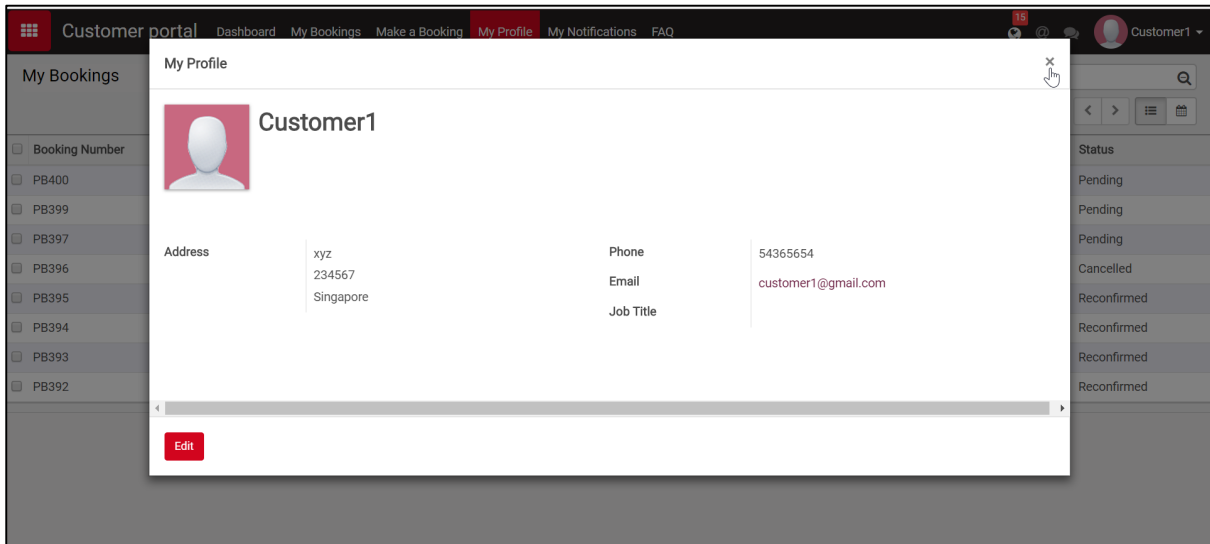 15
Customer portal Dashboard My Bookings Make a Booking My Profile My Notifications FAQ @ Customer1
My Bookings
My Profile ×
Customer1
Booking Number Status
PB400 Pending
PB399 Pending
PB397 Pending
PB396 Cancelled
PB395 Reconfirmed
PB394 Reconfirmed
PB393 Reconfirmed
PB392 Reconfirmed
Address xyz
234567
Singapore
Phone 54365654
Email customer1@gmail.com
Job Title
Edit